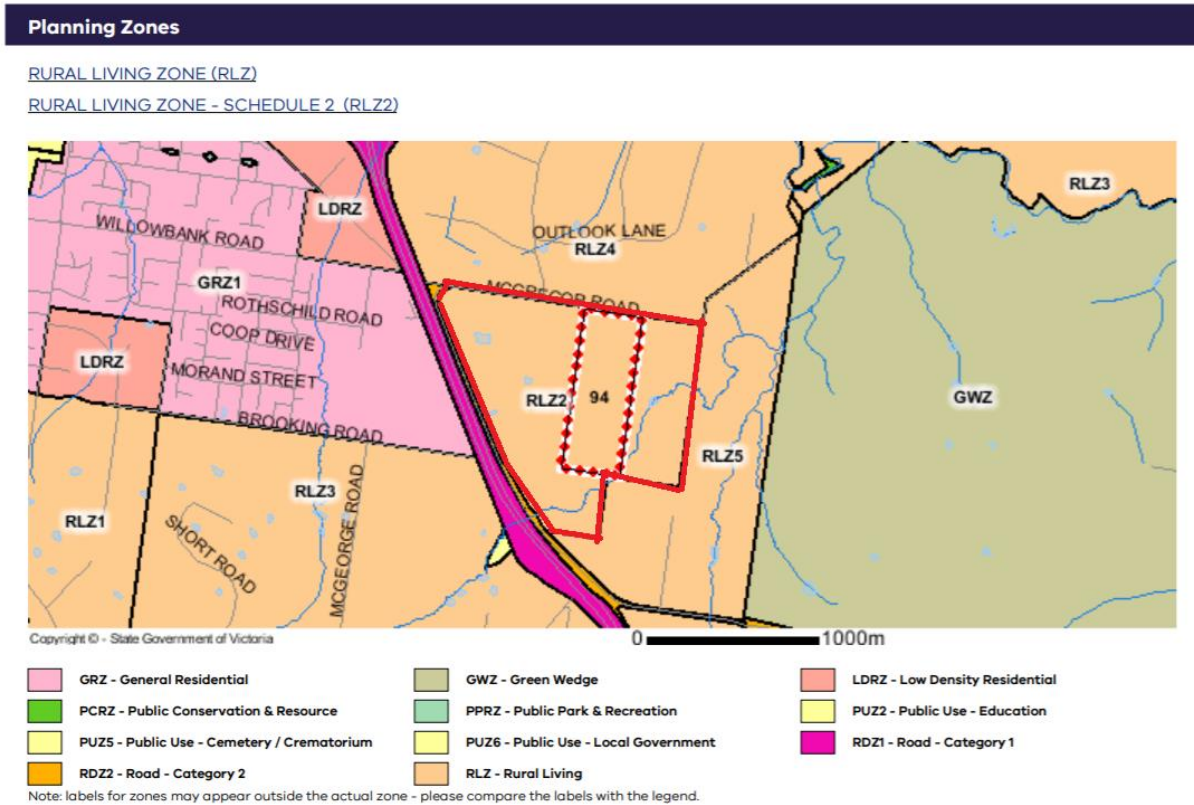 Planning Zones
RURAL LIVING ZONE (RLZ)
RURAL LIVING ZONE - SCHEDULE 2 (RLZ2)
RLZ3
LDRZ
WILLOWBANK ROAD
OUTLOOK LANE
RLZ4
GRZ1
MCGREGOR ROAD
ROTHSCHILD ROAD
COOP DRIVE
LDRZ
MORAND STREET
RLZ2
94
GWZ
BROOKING ROAD
RLZ5
RLZ3
RLZ1
SHORT ROAD
MCGEORGE ROAD
Copyright © - State Government of Victoria
0 1000m
GRZ - General Residential
GWZ - Green Wedge
LDRZ - Low Density Residential
PCRZ - Public Conservation & Resource
PPRZ - Public Park & Recreation
PUZ2 - Public Use - Education
PUZ5 - Public Use - Cemetery / Crematorium
PUZ6 - Public Use - Local Government
RDZ1 - Road - Category 1
RDZ2 - Road - Category 2
RLZ - Rural Living
Note: labels for zones may appear outside the actual zone - please compare the labels with the legend.